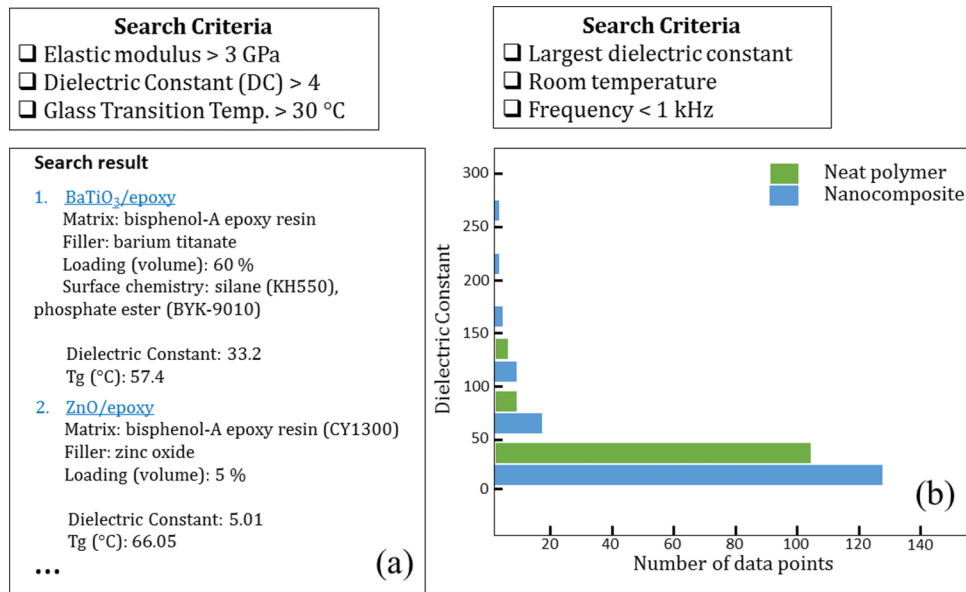 Search Criteria
❑ Elastic modulus > 3 GPa
❑ Dielectric Constant (DC) > 4
❑ Glass Transition Temp. > 30 °C
Search result
1. BaTiO3/epoxy
Matrix: bisphenol-A epoxy resin
Filler: barium titanate
Loading (volume): 60 %
Surface chemistry: silane (KH550),
phosphate ester (BYK-9010)
Dielectric Constant: 33.2
Tg (°C): 57.4
2. ZnO/epoxy
Matrix: bisphenol-A epoxy resin (CY1300)
Filler: zinc oxide
Loading (volume): 5 %
Dielectric Constant: 5.01
Tg (°C): 66.05
...
(a)
Search Criteria
❑ Largest dielectric constant
❑ Room temperature
❑ Frequency < 1 kHz
Neat polymer
Nanocomposite
Dielectric Constant
300
250
200
150
100
50
0
(b)
20 40 60 80 100 120 140
Number of data points